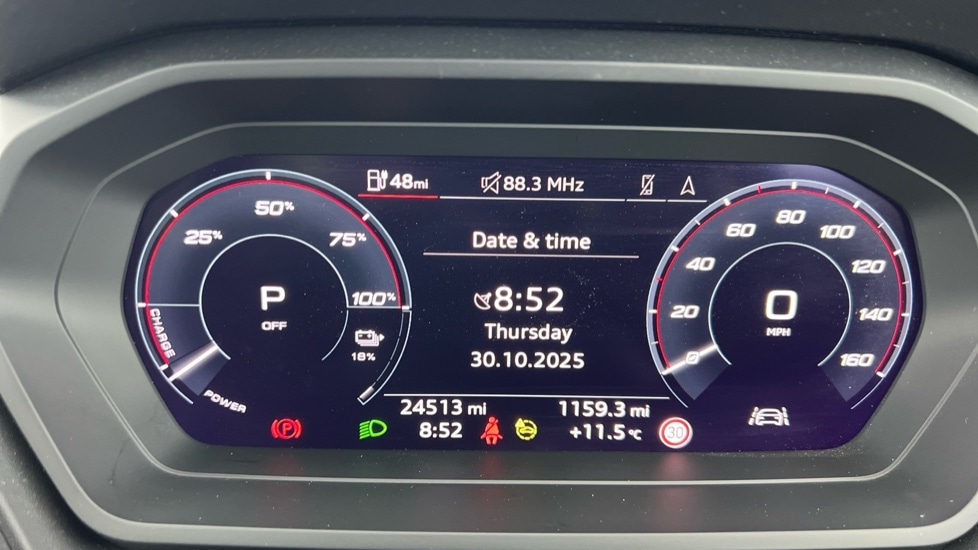 48mi 88.3 MHz
50%
25% 75%
100%
P
OFF
CHARGE
POWER
18%
Date & time
8:52
Thursday
30.10.2025
24513 mi 1159.3 mi
8:52 +11.5°C
P
30
80
60 100
40 120
20 140
0 160
0
MPH